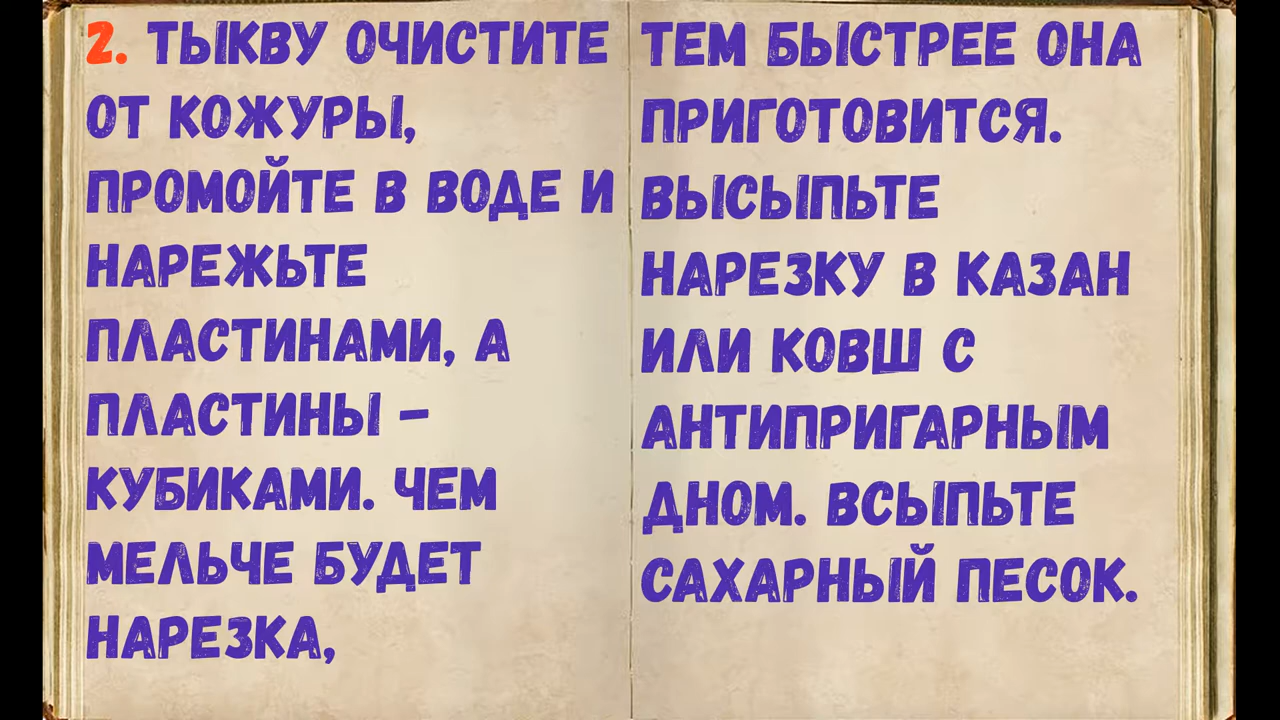 2. ТЫКВУ ОЧИСТИТЕ
ОТ КОЖУРЫ,
ПРОМОЙТЕ В ВОДЕ И
НАРЕЖЬТЕ
ПЛАСТИНАМИ, А
ПЛАСТИНЫ –
КУБИКАМИ. ЧЕМ
МЕЛЬЧЕ БУДЕТ
НАРЕЗКА,
ТЕМ БЫСТРЕЕ ОНА
ПРИГОТОВИТСЯ.
ВЫСЫПЬТЕ
НАРЕЗКУ В КАЗАН
ИЛИ КОВШ С
АНТИПРИГАРНЫМ
ДНОМ. ВСЫПЬТЕ
САХАРНЫЙ ПЕСОК.